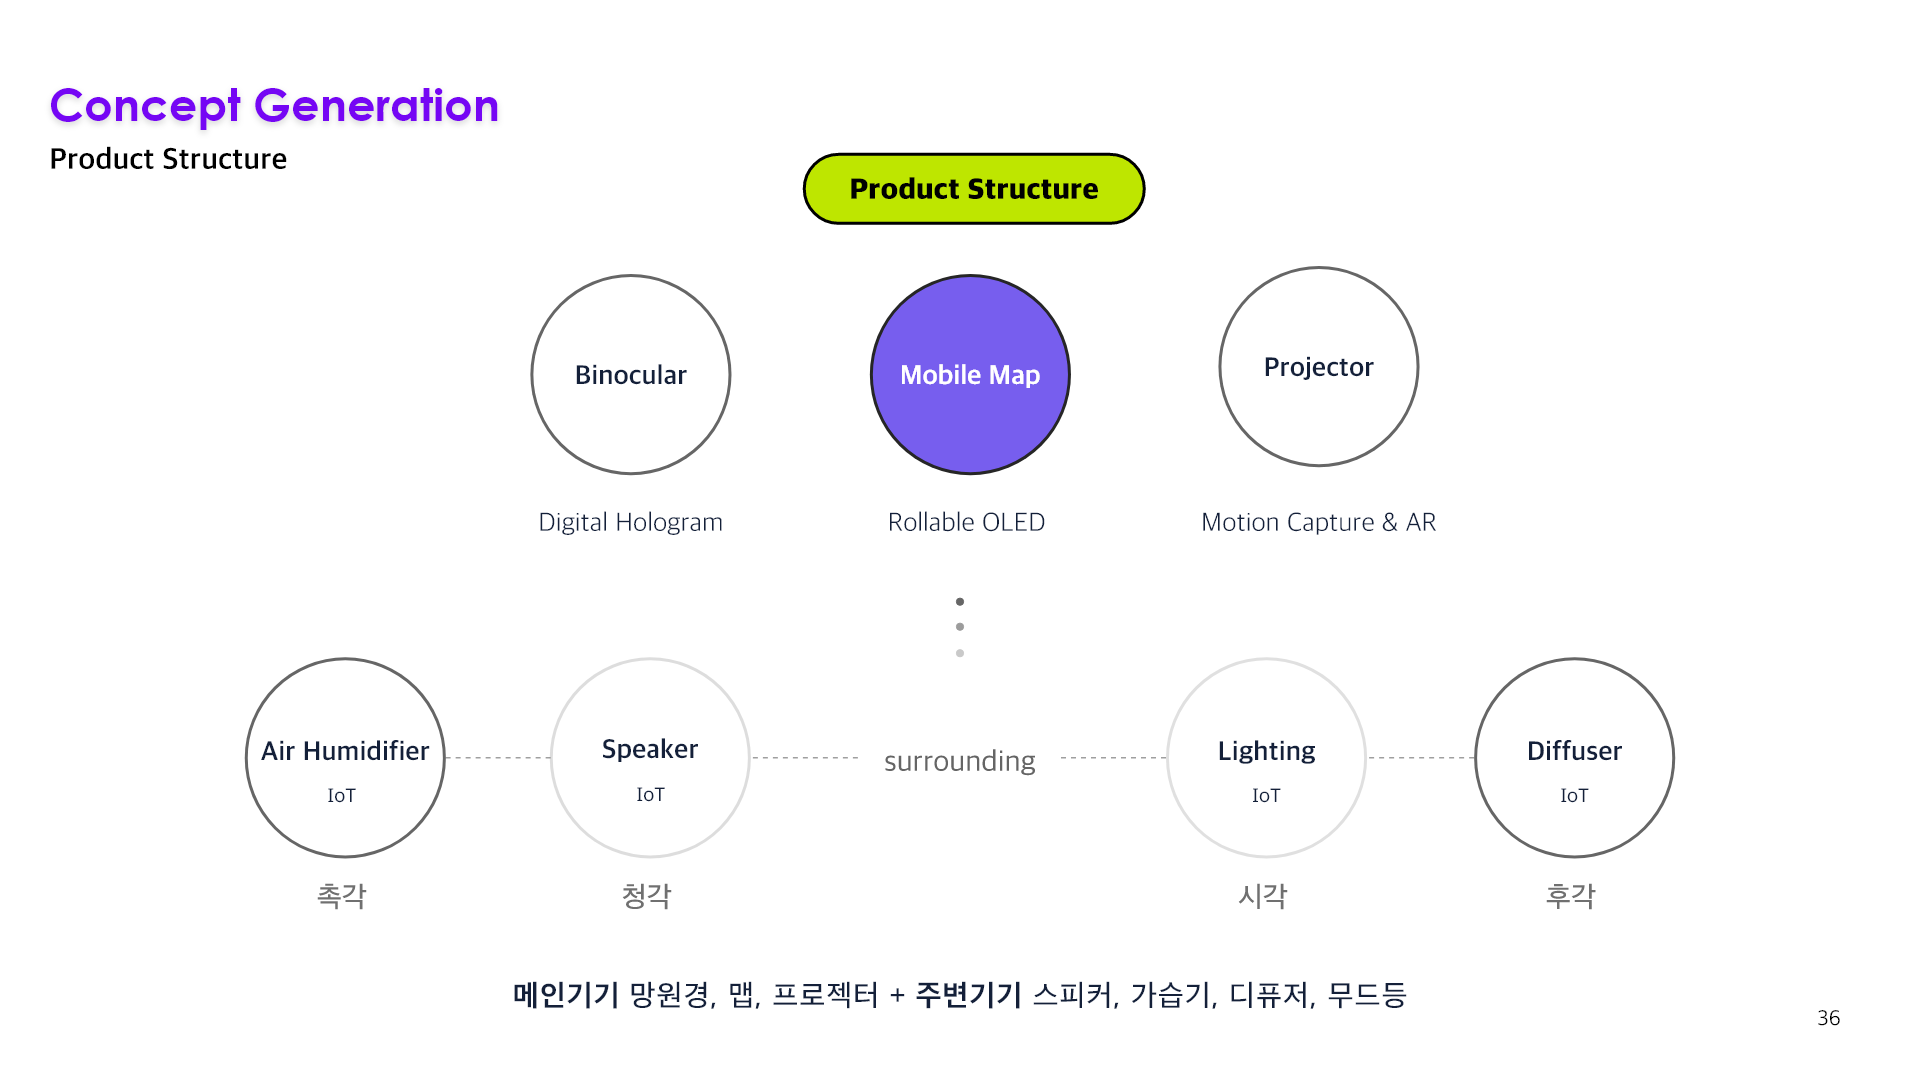 Concept Generation
Product Structure
Product Structure
Binocular
Mobile Map
Projector
Digital Hologram
Rollable OLED
Motion Capture & AR
Air Humidifier
IoT
Speaker
IoT
surrounding
Lighting
IoT
Diffuser
IoT
촉각
청각
시각
후각
메인기기 망원경, 맵, 프로젝터 + 주변기기 스피커, 가습기, 디퓨저, 무드등
36